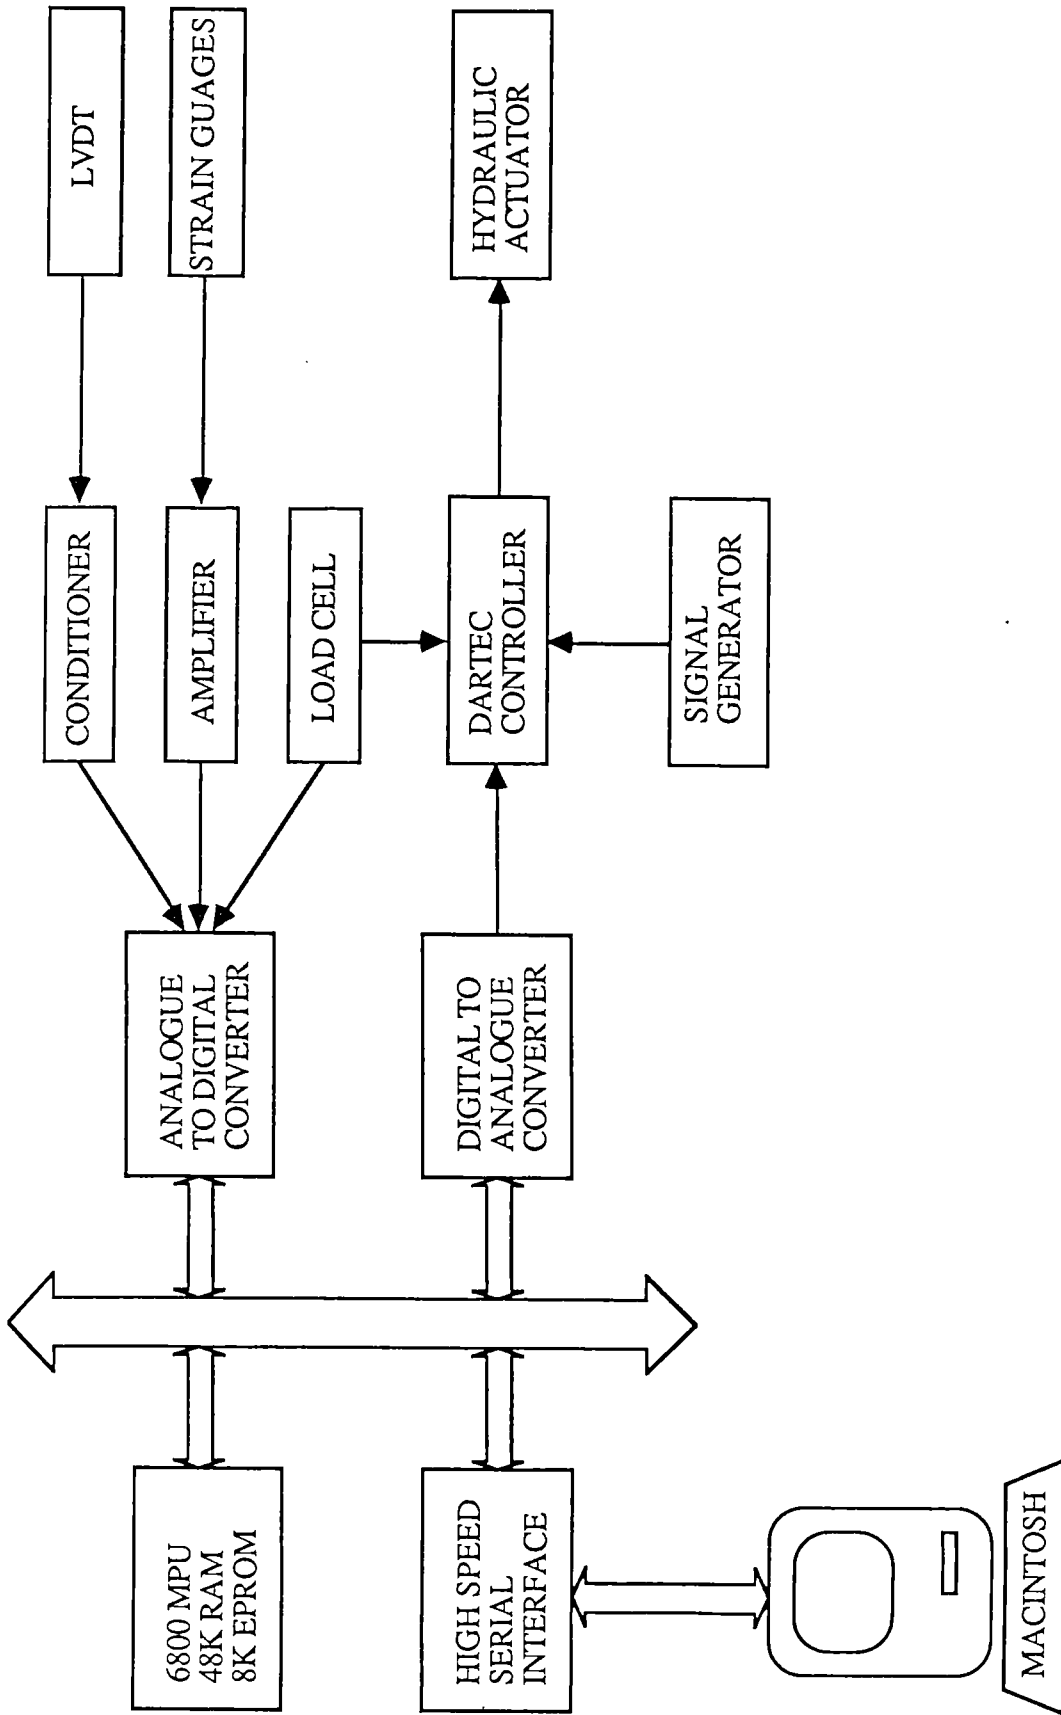 6800 MPU
48K RAM
8K EPROM
ANALOGUE
TO DIGITAL
CONVERTER
CONDITIONER
LVDT
AMPLIFIER
STRAIN GUAGES
LOAD CELL
HIGH SPEED
SERIAL
INTERFACE
DIGITAL TO
ANALOGUE
CONVERTER
DARTEC
CONTROLLER
HYDRAULIC
ACTUATOR
SIGNAL
GENERATOR
MACINTOSH